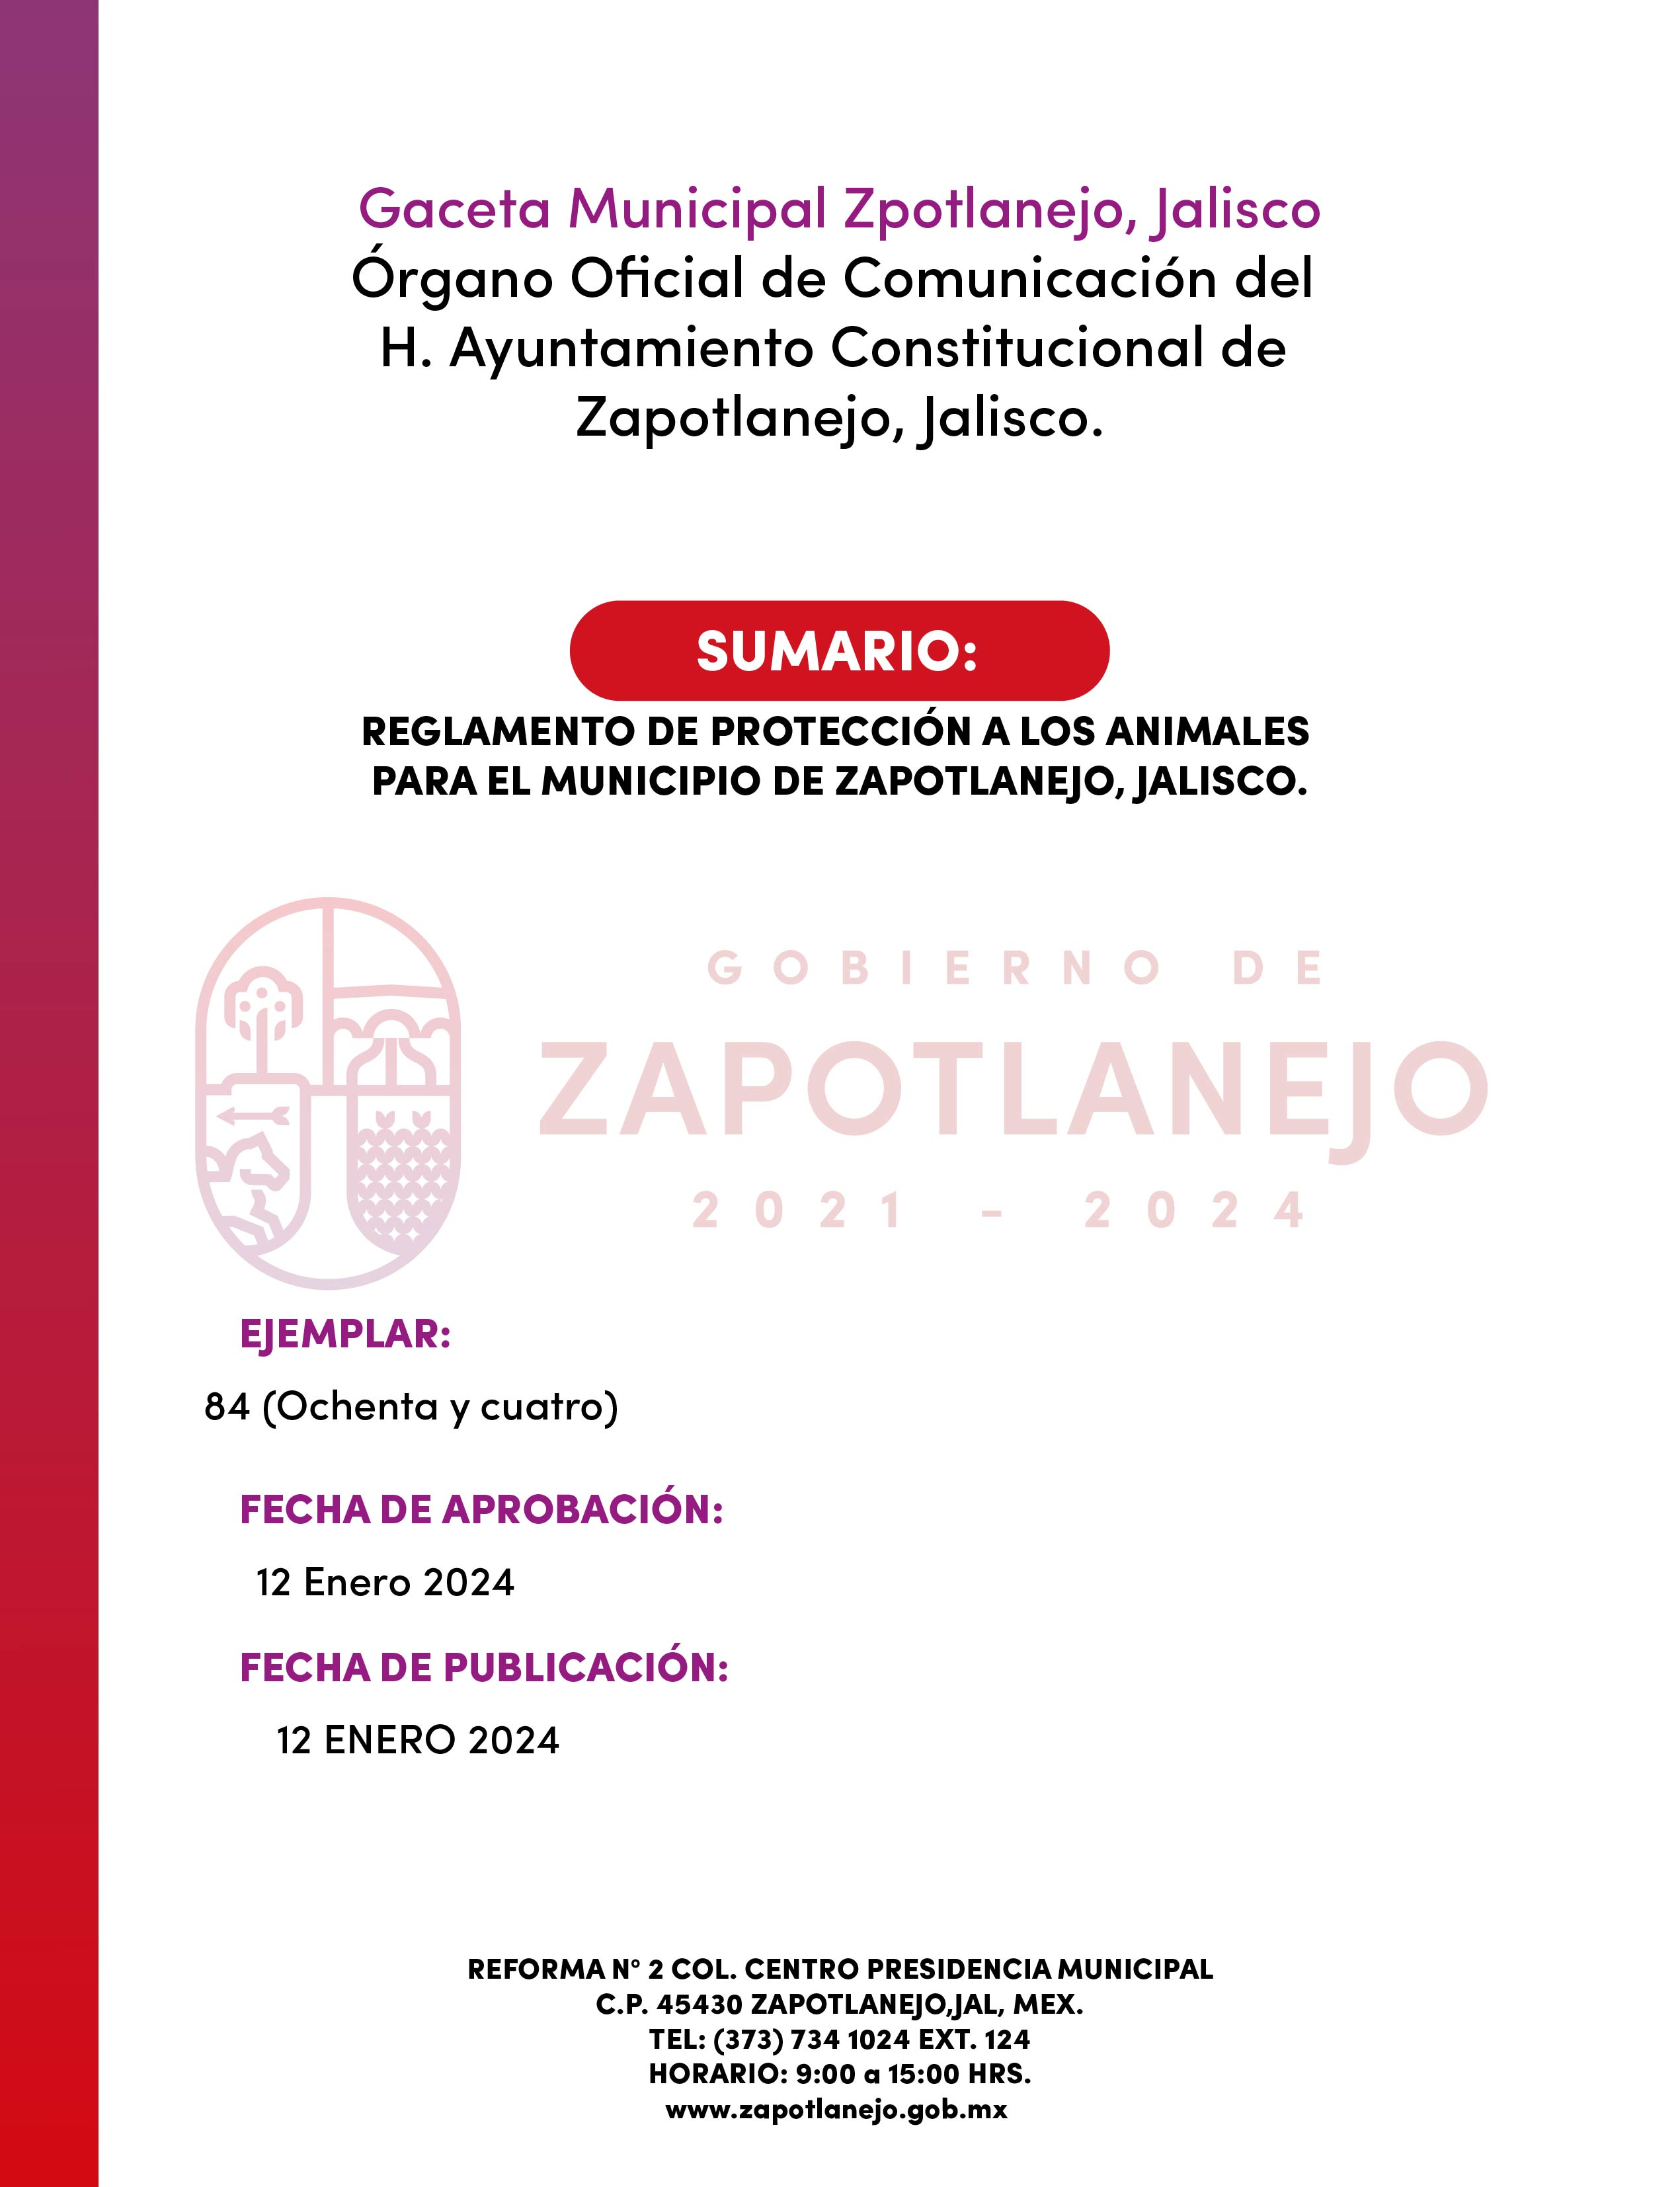 Gaceta Municipal Zpotlanejo, Jalisco
Órgano Oficial de Comunicación del
H. Ayuntamiento Constitucional de
Zapotlanejo, Jalisco.
SUMARIO:
REGLAMENTO DE PROTECCIÓN A LOS ANIMALES
PARA EL MUNICIPIO DE ZAPOTLANEJO, JALISCO.
GOBIERNO DE
ZAPOTLANEJO
2021 - 2024
EJEMPLAR:
84 (Ochenta y cuatro)
FECHA DE APROBACIÓN:
12 Enero 2024
FECHA DE PUBLICACIÓN:
12 ENERO 2024
REFORMA N° 2 COL. CENTRO PRESIDENCIA MUNICIPAL
C.P. 45430 ZAPOTLANEJO,JAL, MEX.
TEL: (373) 734 1024 EXT. 124
HORARIO: 9:00 a 15:00 HRS.
www.zapotlanejo.gob.mx